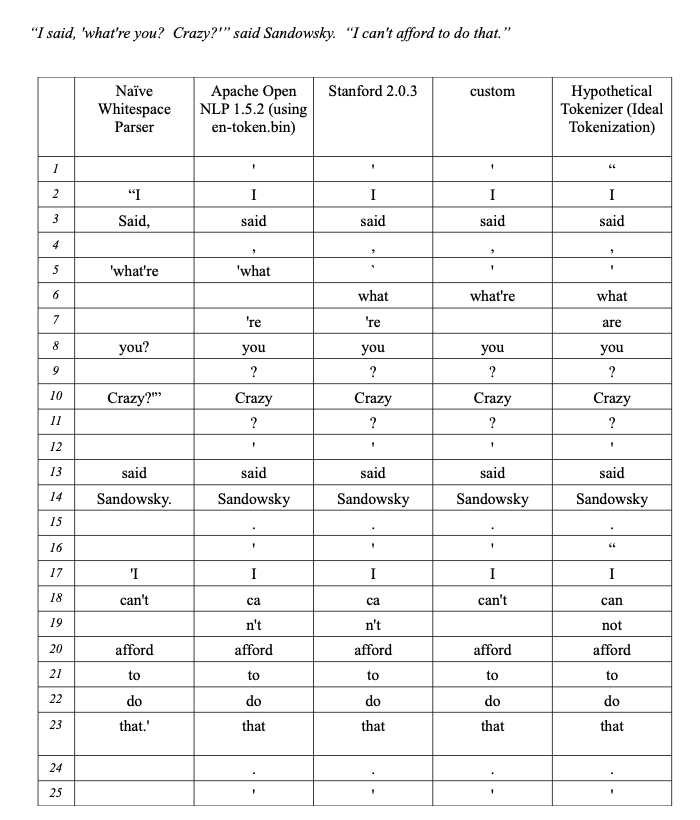 “I said, 'what're you?  Crazy?'” said Sandowsky.  “I can't afford to do that.”
Naïve Whitespace Parser | Apache Open NLP 1.5.2 (using en-token.bin) | Stanford 2.0.3 | custom | Hypothetical Tokenizer (Ideal Tokenization)
1 | | ' | ' | ' | “
2 | “I | I | I | I | I
3 | Said, | said | said | said | said
4 | | , | , | , | ,
5 | 'what're | 'what | ` | ' | '
6 | | | what | what're | what
7 | | 're | 're | | are
8 | you? | you | you | you | you
9 | | ? | ? | ? | ?
10 | Crazy?'” | Crazy | Crazy | Crazy | Crazy
11 | | ? | ? | ? | ?
12 | | ' | ' | ' | '
13 | said | said | said | said | said
14 | Sandowsky. | Sandowsky | Sandowsky | Sandowsky | Sandowsky
15 | | . | . | . | .
16 | | ' | ' | ' | “
17 | 'I | I | I | I | I
18 | can't | ca | ca | can't | can
19 | | n't | n't | | not
20 | afford | afford | afford | afford | afford
21 | to | to | to | to | to
22 | do | do | do | do | do
23 | that.' | that | that | that | that
24 | | . | . | . | .
25 | | ' | ' | ' | '